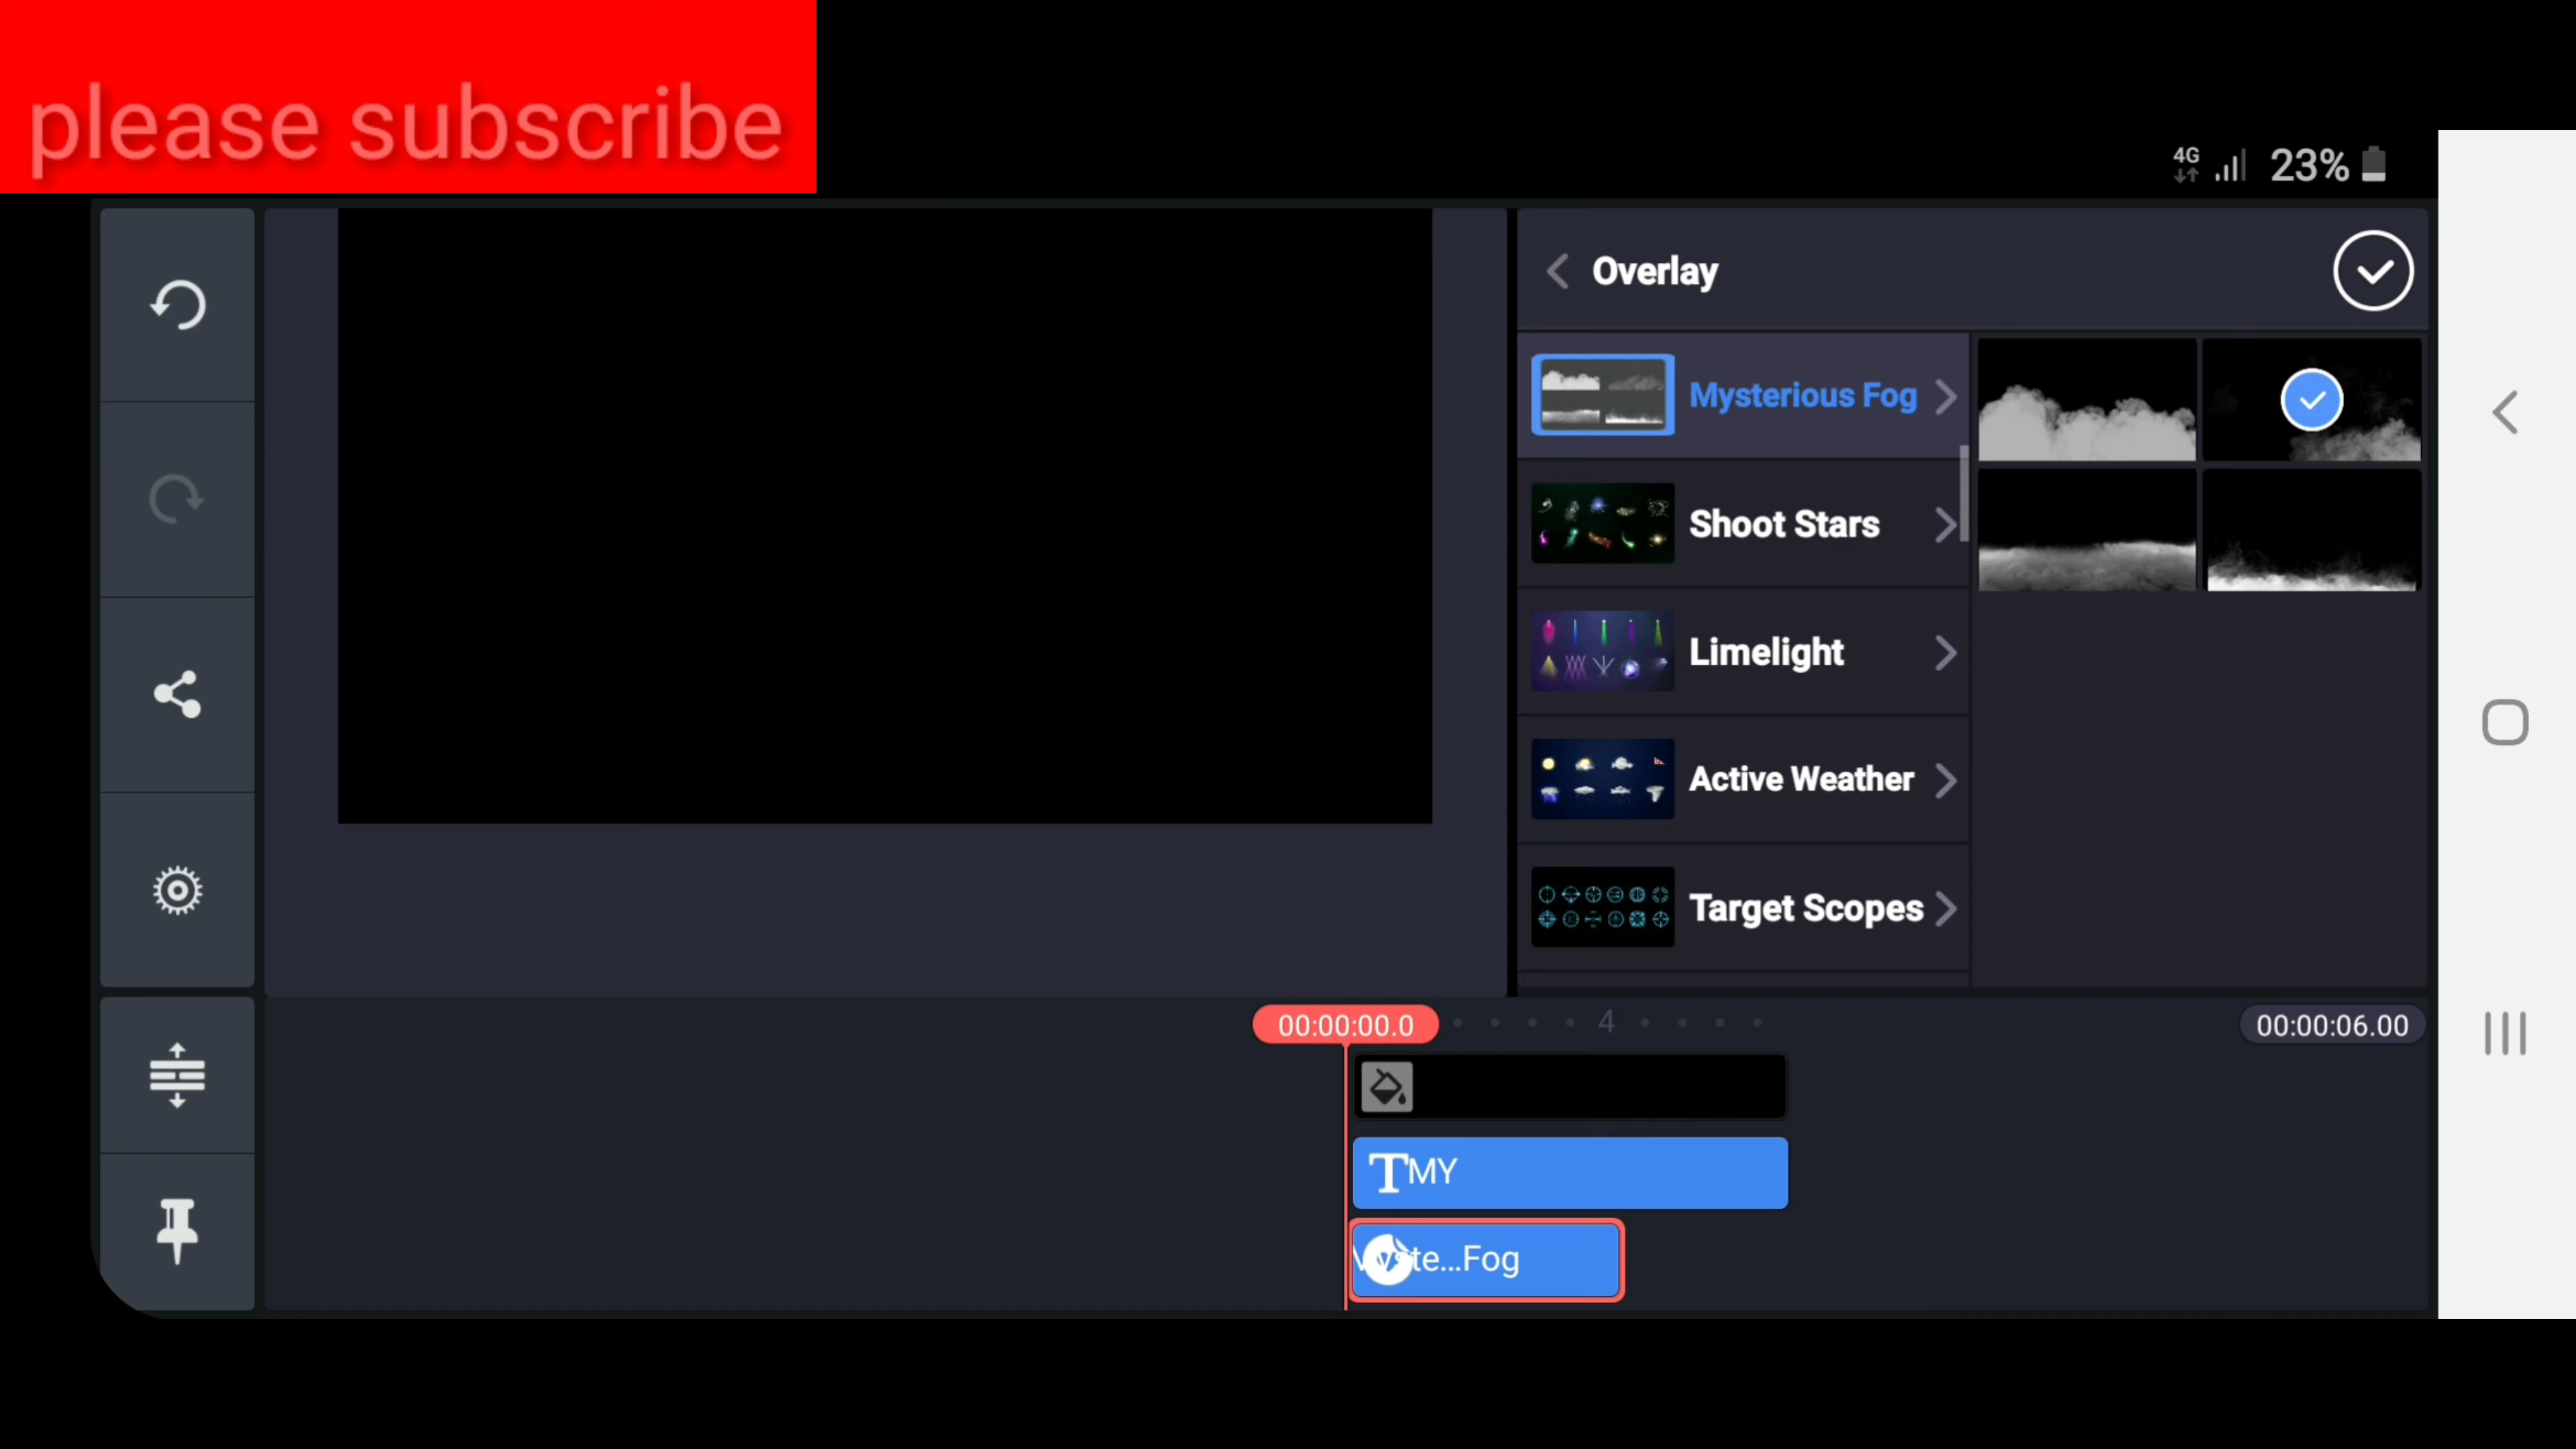 please subscribe
4G
23%
Overlay
Mysterious Fog
Shoot Stars
Limelight
Active Weather
Target Scopes
00:00:00.0
4
00:00:06.00
TMY
te...Fog